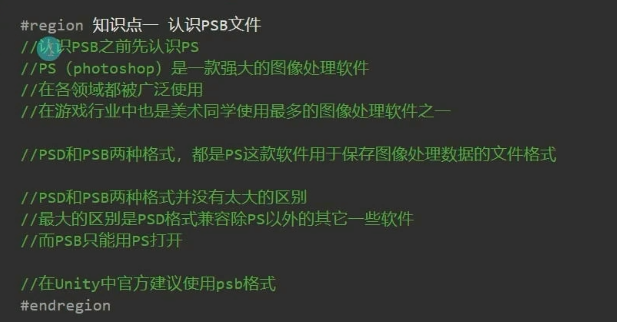 #region 知识点一 认识PSB文件
//认识PSB之前先认识PS
//PS（photoshop）是一款强大的图像处理软件
//在各领域都被广泛使用
//在游戏行业中也是美术同学使用最多的图像处理软件之一
//PSD和PSB两种格式，都是PS这款软件用于保存图像处理数据的文件格式
//PSD和PSB两种格式并没有太大的区别
//最大的区别是PSD格式兼容除PS以外的其它一些软件
//而PSB只能用PS打开
//在Unity中官方建议使用psb格式
#endregion